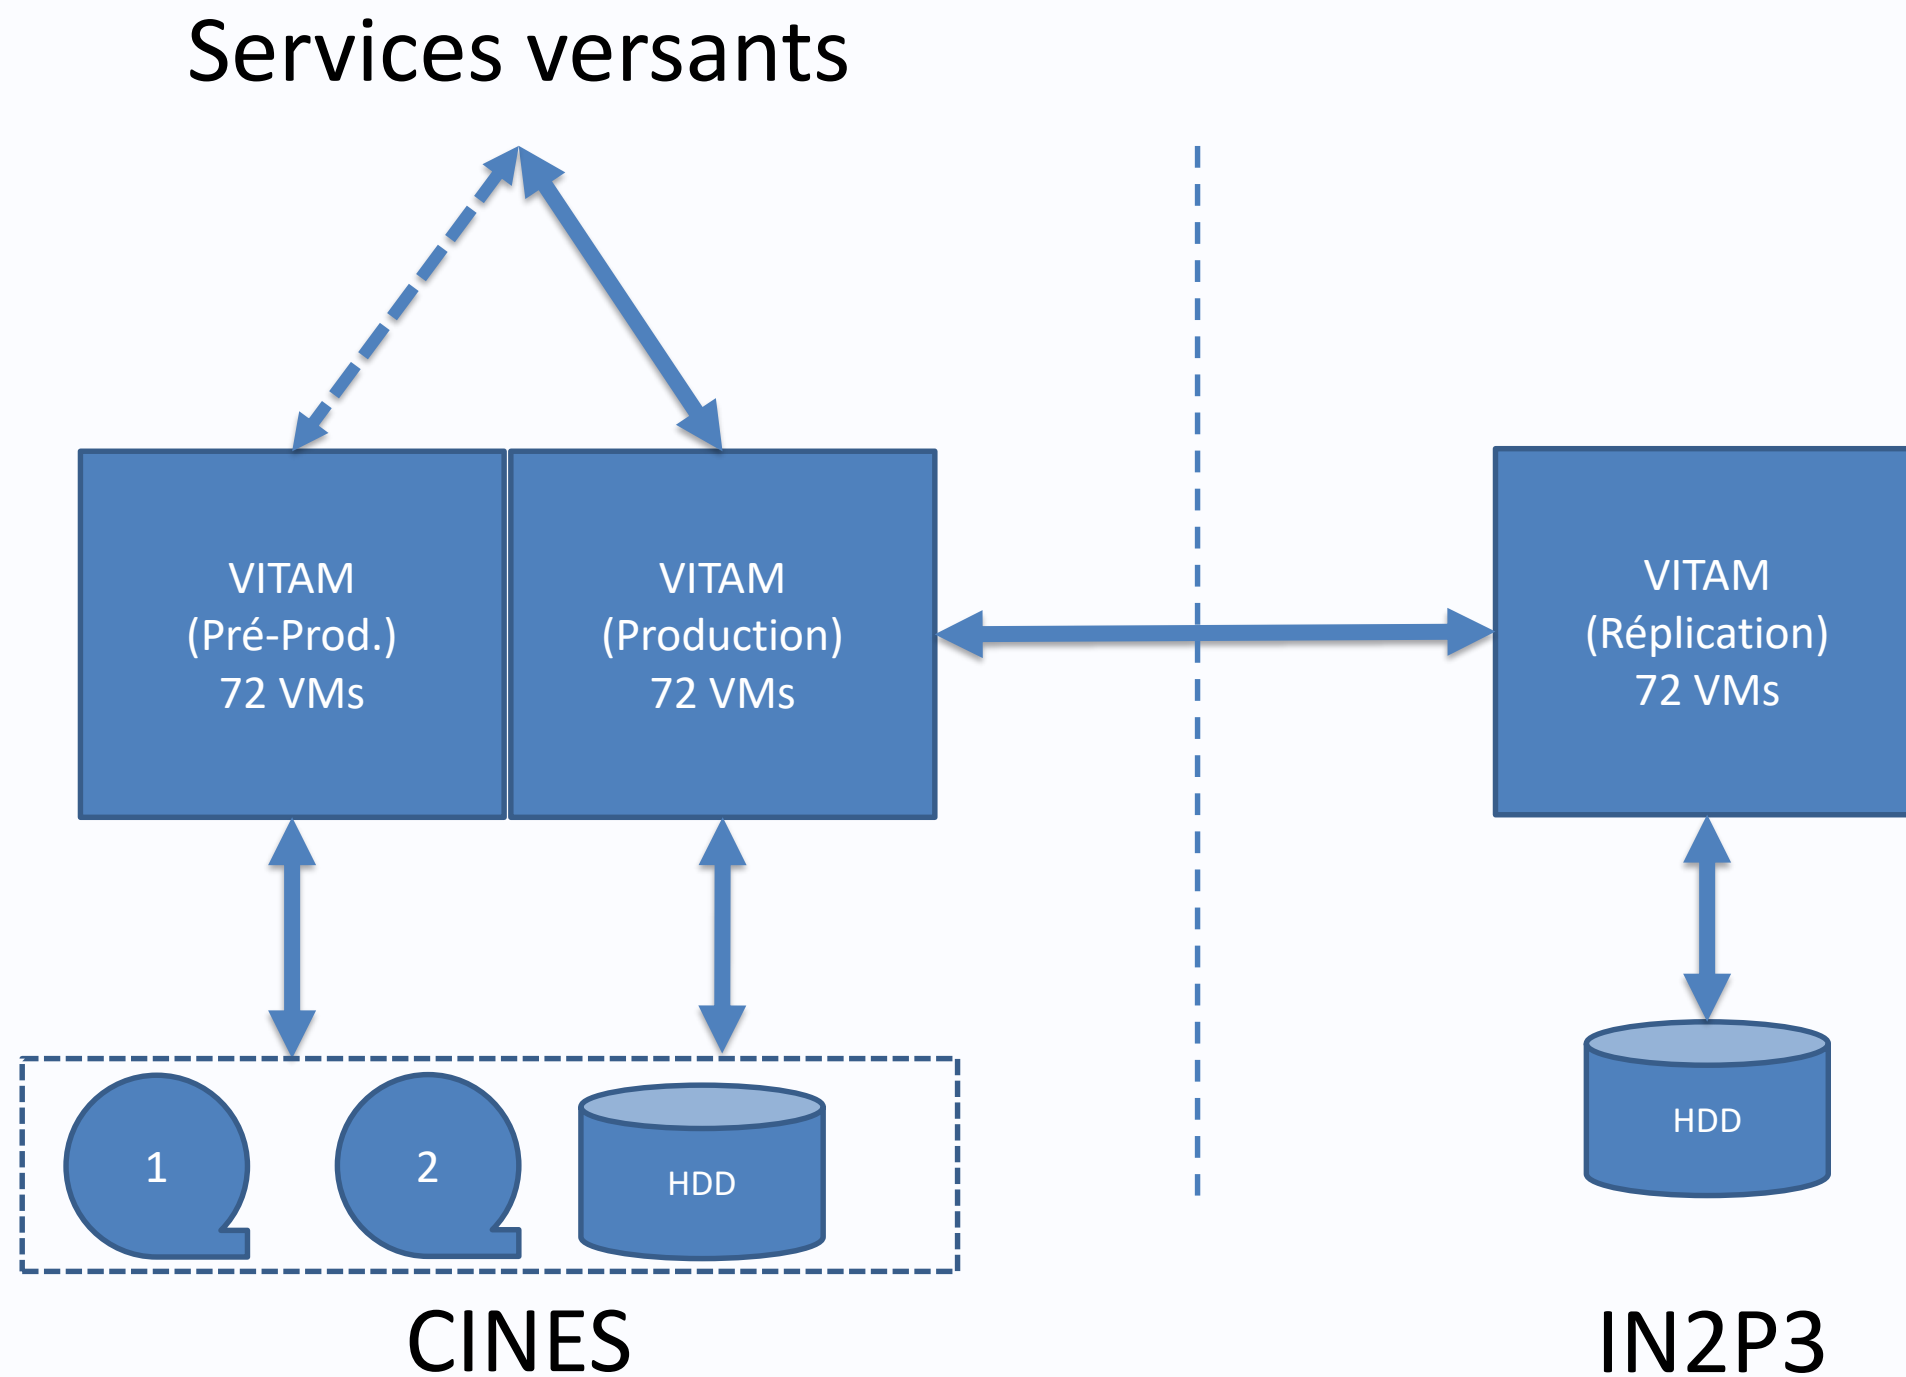 Services versants
VITAM
(Pré-Prod.)
72 VMs
VITAM
(Production)
72 VMs
VITAM
(Réplication)
72 VMs
1
2
HDD
HDD
CINES
IN2P3